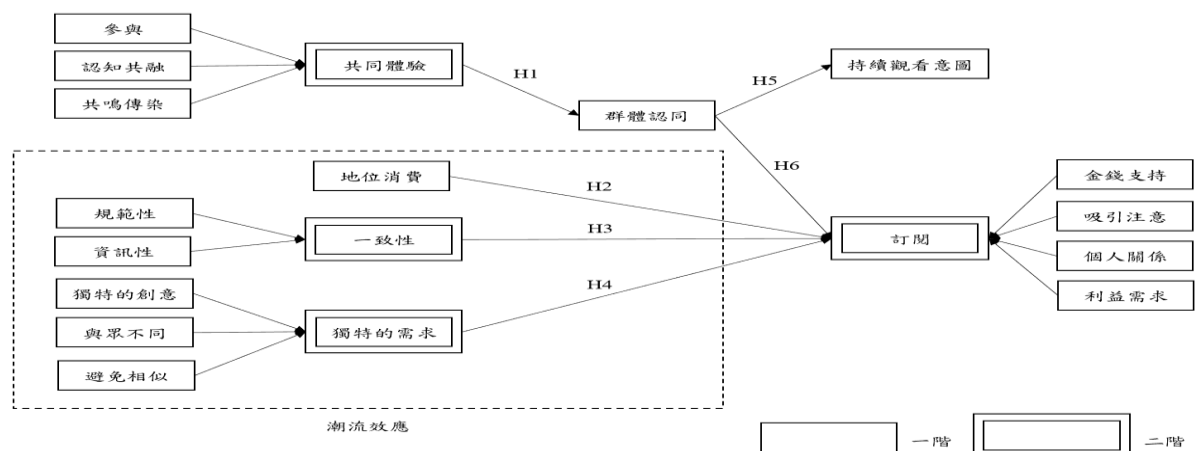 參與
認知共融
共鳴傳染
共同體驗
H1
群體認同
H5
持續觀看意圖
H6
地位消費
H2
規範性
資訊性
一致性
H3
獨特的創意
與眾不同
避免相似
獨特的需求
H4
訂閱
金錢支持
吸引注意
個人關係
利益需求
潮流效應
一階
二階